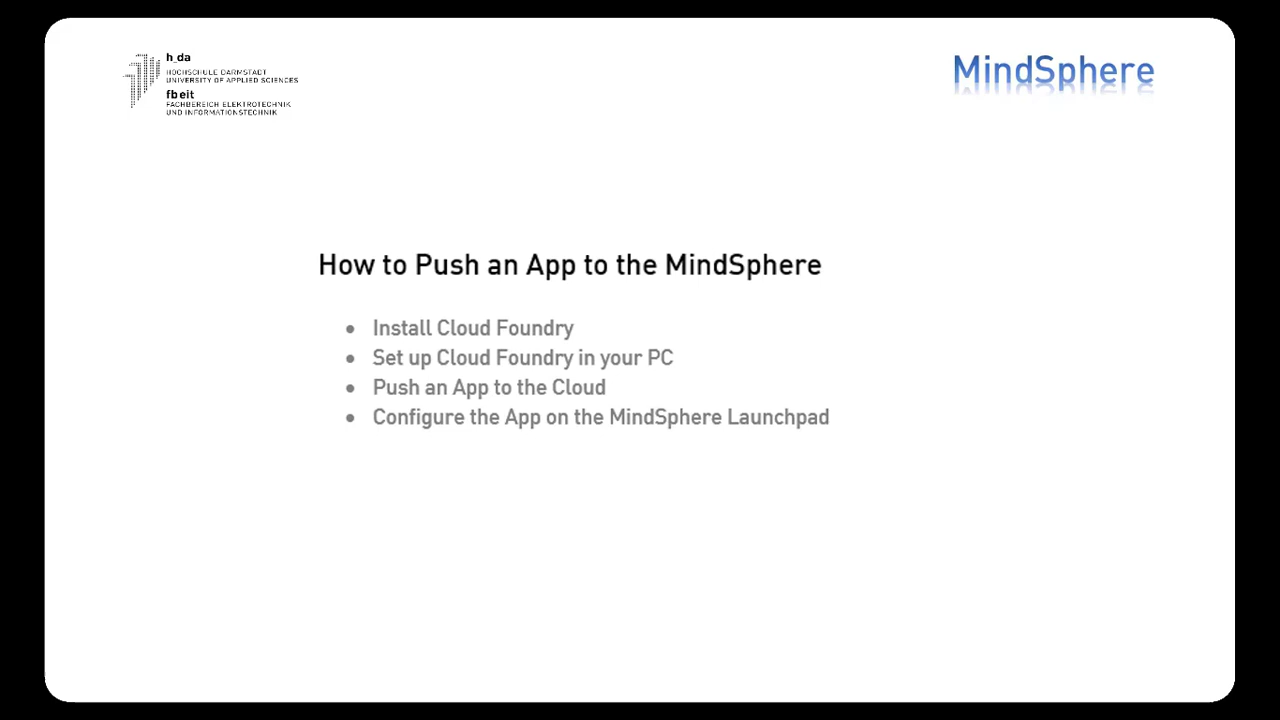 h_da
HOCHSCHULE DARMSTADT
UNIVERSITY OF APPLIED SCIENCES
fbeit
FACHBEREICH ELEKTROTECHNIK
UND INFORMATIONSTECHNIK
MindSphere
How to Push an App to the MindSphere
• Install Cloud Foundry
• Set up Cloud Foundry in your PC
• Push an App to the Cloud
• Configure the App on the MindSphere Launchpad